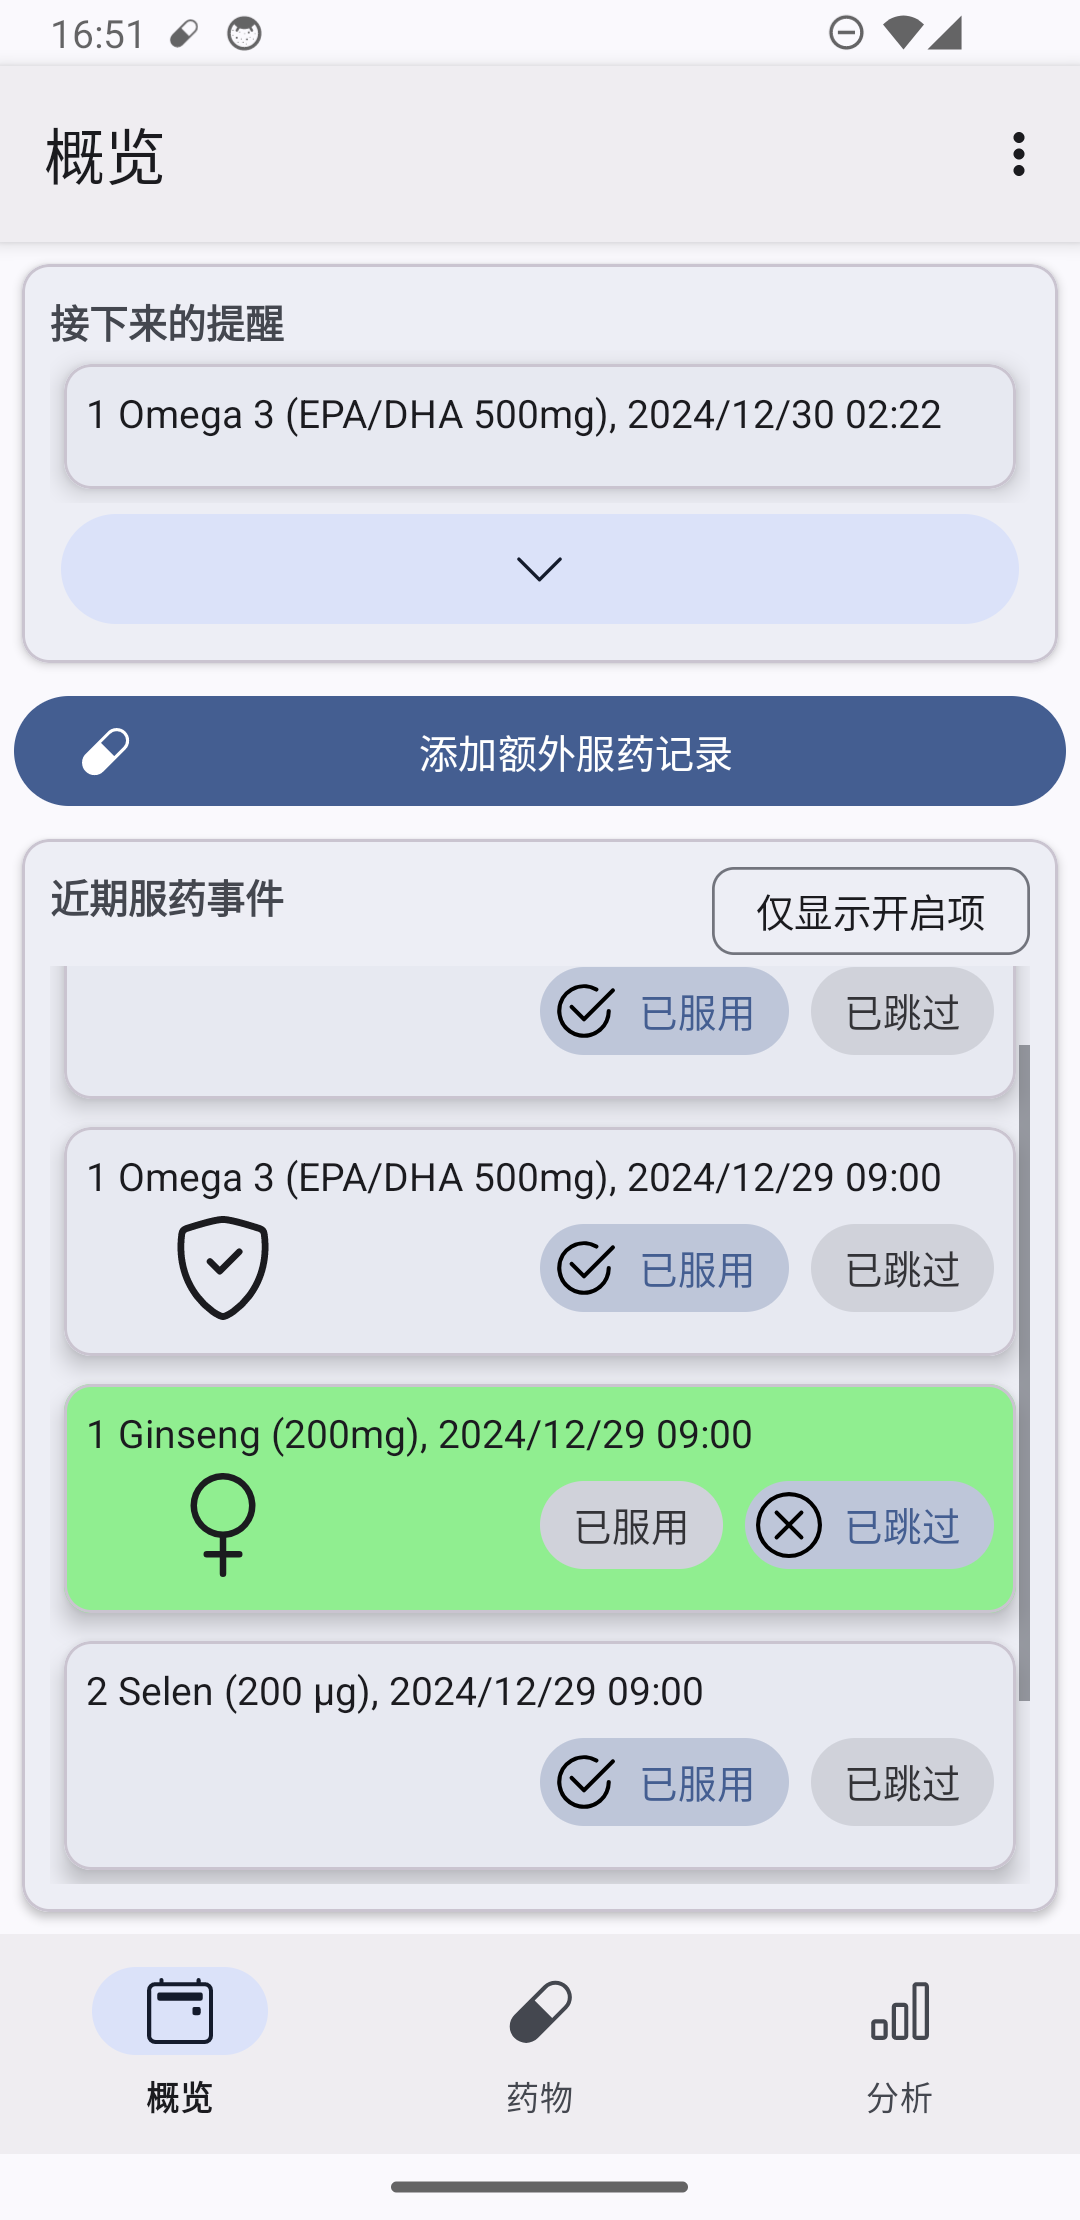 16:51
概览
接下来的提醒
1 Omega 3 (EPA/DHA 500mg), 2024/12/30 02:22
添加额外服药记录
近期服药事件
仅显示开启项
已服用 已跳过
1 Omega 3 (EPA/DHA 500mg), 2024/12/29 09:00
已服用 已跳过
1 Ginseng (200mg), 2024/12/29 09:00
已服用 已跳过
2 Selen (200 µg), 2024/12/29 09:00
已服用 已跳过
概览 药物 分析